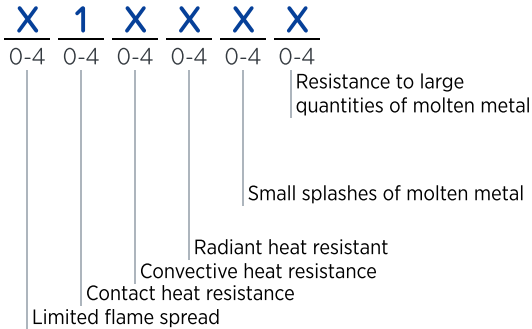 X 1 X X X X
0-4 0-4 0-4 0-4 0-4 0-4
Resistance to large
quantities of molten metal
Small splashes of molten metal
Radiant heat resistant
Convective heat resistance
Contact heat resistance
Limited flame spread